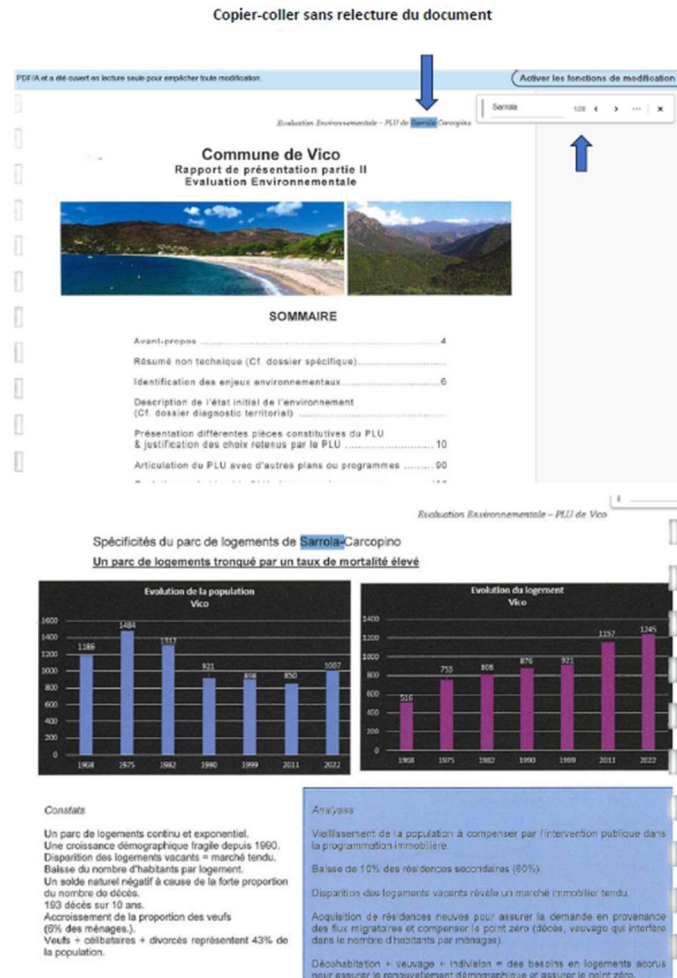 Copier-coller sans relecture du document
PDF/A et a été ouvert en lecture seule pour empêcher toute modification.
Activer les fonctions de modification
Sarrola
1/28
Evaluation Environnementale – PLU de Sarrola-Carcopino
Commune de Vico
Rapport de présentation partie II
Evaluation Environnementale
SOMMAIRE
Avant-propos 4
Résumé non technique (Cf. dossier spécifique)
Identification des enjeux environnementaux 6
Description de l'état initial de l'environnement
(Cf. dossier diagnostic territorial)
Présentation différentes pièces constitutives du PLU
& justification des choix retenus par le PLU 10
Articulation du PLU avec d'autres plans ou programmes 90
Evaluation Environnementale – PLU de Vico
Spécificités du parc de logements de Sarrola-Carcopino
Un parc de logements tronqué par un taux de mortalité élevé
Evolution de la population
Vico
1600
1400
1200
1000
800
600
400
200
0
1186
1484
1312
921
898
850
1007
1968 1975 1982 1990 1999 2011 2022
Evolution du logement
Vico
1400
1200
1000
800
600
400
200
0
516
753
808
876
921
1157
1245
1968 1975 1982 1990 1999 2011 2022
Constats
Un parc de logements continu et exponentiel.
Une croissance démographique fragile depuis 1990.
Disparition des logements vacants = marché tendu.
Baisse du nombre d'habitants par logement.
Un solde naturel négatif à cause de la forte proportion
du nombre de décès.
193 décès sur 10 ans.
Accroissement de la proportion des veufs
(6% des ménages.).
Veufs + célibataires + divorcés représentent 43% de
la population.
Analyses
Vieillissement de la population à compenser par l'intervention publique dans
la programmation immobilière.
Baisse de 10% des résidences secondaires (60%).
Disparition des logements vacants révèle un marché immobilier tendu.
Acquisition de résidences neuves pour assurer la demande en provenance
des flux migratoires et compenser le point zéro (décès, veuvage qui interfère
dans le nombre d'habitants par ménages).
Décohabitation + veuvage + indivision = des besoins en logements accrus
pour assurer le renouvellement démographique et assurer le point zéro.